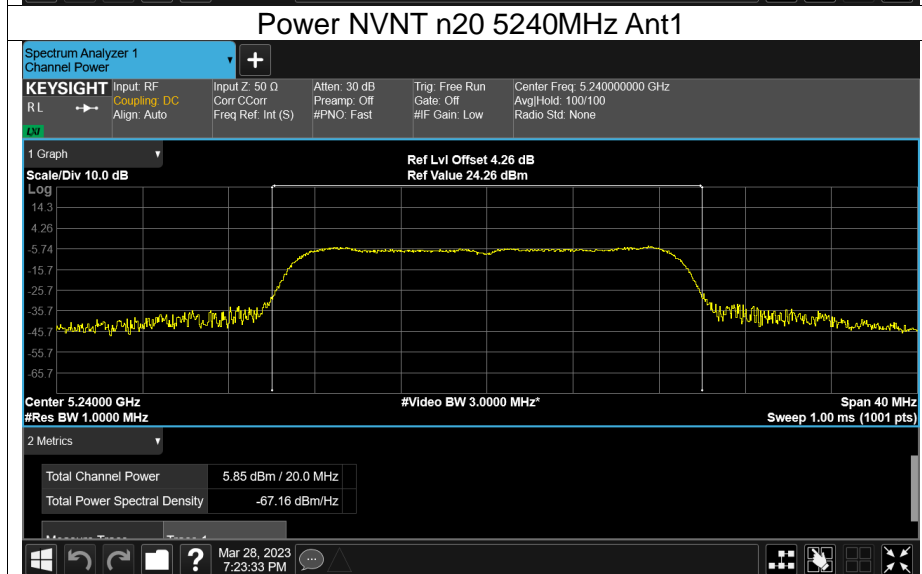 Power NVNT n20 5240MHz Ant1
Spectrum Analyzer 1
Channel Power
KEYSIGHT
R L
LXI
Input: RF
Coupling: DC
Align: Auto
Input Z: 50 Ω
Corr CCorr
Freq Ref: Int (S)
Atten: 30 dB
Preamp: Off
#PNO: Fast
Trig: Free Run
Gate: Off
#IF Gain: Low
Center Freq: 5.240000000 GHz
Avg|Hold: 100/100
Radio Std: None
1 Graph
Scale/Div 10.0 dB
Ref Lvl Offset 4.26 dB
Ref Value 24.26 dBm
Log
14.3
4.26
-5.74
-15.7
-25.7
-35.7
-45.7
-55.7
-65.7
Center 5.24000 GHz
#Video BW 3.0000 MHz*
Span 40 MHz
#Res BW 1.0000 MHz
Sweep 1.00 ms (1001 pts)
2 Metrics
Total Channel Power 5.85 dBm / 20.0 MHz
Total Power Spectral Density -67.16 dBm/Hz
?
Mar 28, 2023
7:23:33 PM